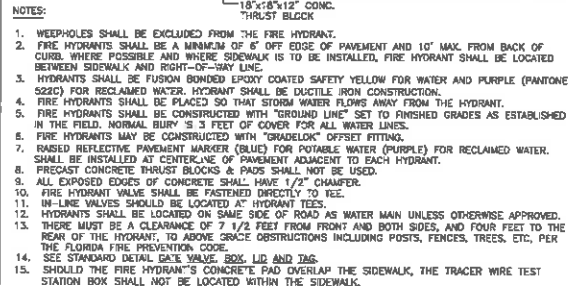 18"x18"x12" CONC.
THRUST BLOCK
NOTES:
1. WEEPHOLES SHALL BE EXCLUDED FROM THE FIRE HYDRANT.
2. FIRE HYDRANTS SHALL BE A MINIMUM OF 6' OFF EDGE OF PAVEMENT AND 10' MAX. FROM BACK OF
CURB. WHERE POSSIBLE AND WHERE SIDEWALK IS TO BE INSTALLED, FIRE HYDRANT SHALL BE LOCATED
BETWEEN SIDEWALK AND RIGHT-OF-WAY LINE.
3. HYDRANTS SHALL BE FUSION BONDED EPOXY COATED SAFETY YELLOW FOR WATER AND PURPLE (PANTONE
522C) FOR RECLAIMED WATER. HYDRANT SHALL BE DUCTILE IRON CONSTRUCTION.
4. FIRE HYDRANTS SHALL BE PLACED SO THAT STORM WATER FLOWS AWAY FROM THE HYDRANT.
5. FIRE HYDRANTS SHALL BE CONSTRUCTED WITH "GROUND LINE" SET TO FINISHED GRADES AS ESTABLISHED
IN THE FIELD. NORMAL BURY IS 3 FEET OF COVER FOR ALL WATER LINES.
6. FIRE HYDRANTS MAY BE CONSTRUCTED WITH "GRADELOK" OFFSET FITTING.
7. RAISED REFLECTIVE PAVEMENT MARKER (BLUE) FOR POTABLE WATER (PURPLE) FOR RECLAIMED WATER.
SHALL BE INSTALLED AT CENTERLINE OF PAVEMENT ADJACENT TO EACH HYDRANT.
8. PRECAST CONCRETE THRUST BLOCKS & PADS SHALL NOT BE USED.
9. ALL EXPOSED EDGES OF CONCRETE SHALL HAVE 1/2" CHAMFER.
10. FIRE HYDRANT VALVE SHALL BE FASTENED DIRECTLY TO TEE.
11. IN-LINE VALVES SHOULD BE LOCATED AT HYDRANT TEES.
12. HYDRANTS SHALL BE LOCATED ON SAME SIDE OF ROAD AS WATER MAIN UNLESS OTHERWISE APPROVED.
13. THERE MUST BE A CLEARANCE OF 7 1/2 FEET FROM FRONT AND BOTH SIDES, AND FOUR FEET TO THE
REAR OF THE HYDRANT, TO ABOVE GRADE OBSTRUCTIONS INCLUDING POSTS, FENCES, TREES, ETC, PER
THE FLORIDA FIRE PREVENTION CODE.
14. SEE STANDARD DETAIL GATE VALVE, BOX, LID AND TAG.
15. SHOULD THE FIRE HYDRANT'S CONCRETE PAD OVERLAP THE SIDEWALK, THE TRACER WIRE TEST
STATION BOX SHALL NOT BE LOCATED WITHIN THE SIDEWALK.